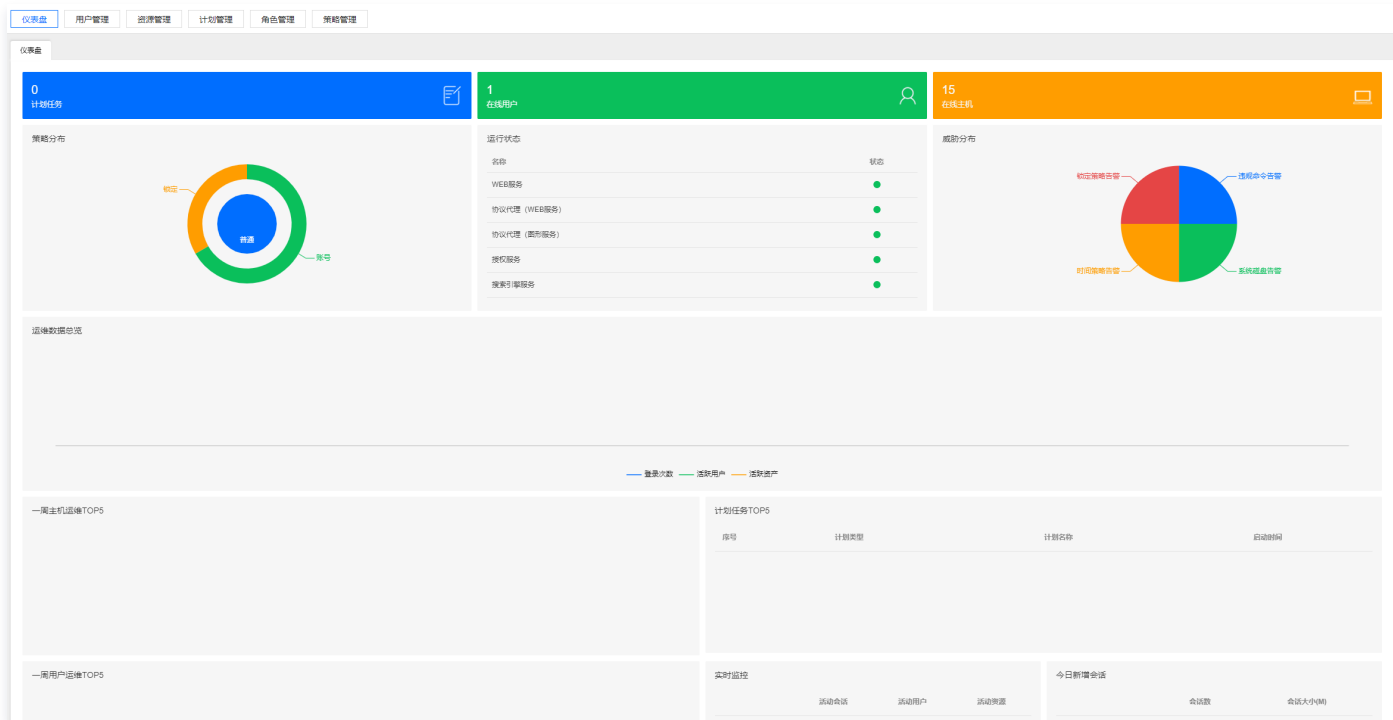 仪表盘 用户管理 资源管理 计划管理 角色管理 策略管理
仪表盘
0
计划任务
1
在线用户
15
在线主机
策略分布
锁定
普通
账号
运行状态
名称 状态
WEB服务
协议代理（WEB服务）
协议代理（图形服务）
授权服务
搜索引擎服务
威胁分布
锁定策略告警 违规命令告警
时间策略告警 系统磁盘告警
运维数据总览
登录次数 活跃用户 活跃资产
一周主机运维TOP5
计划任务TOP5
序号 计划类型 计划名称 启动时间
一周用户运维TOP5
实时监控
活动会话 活动用户 活动资源
今日新增会话
会话数 会话大小(M)